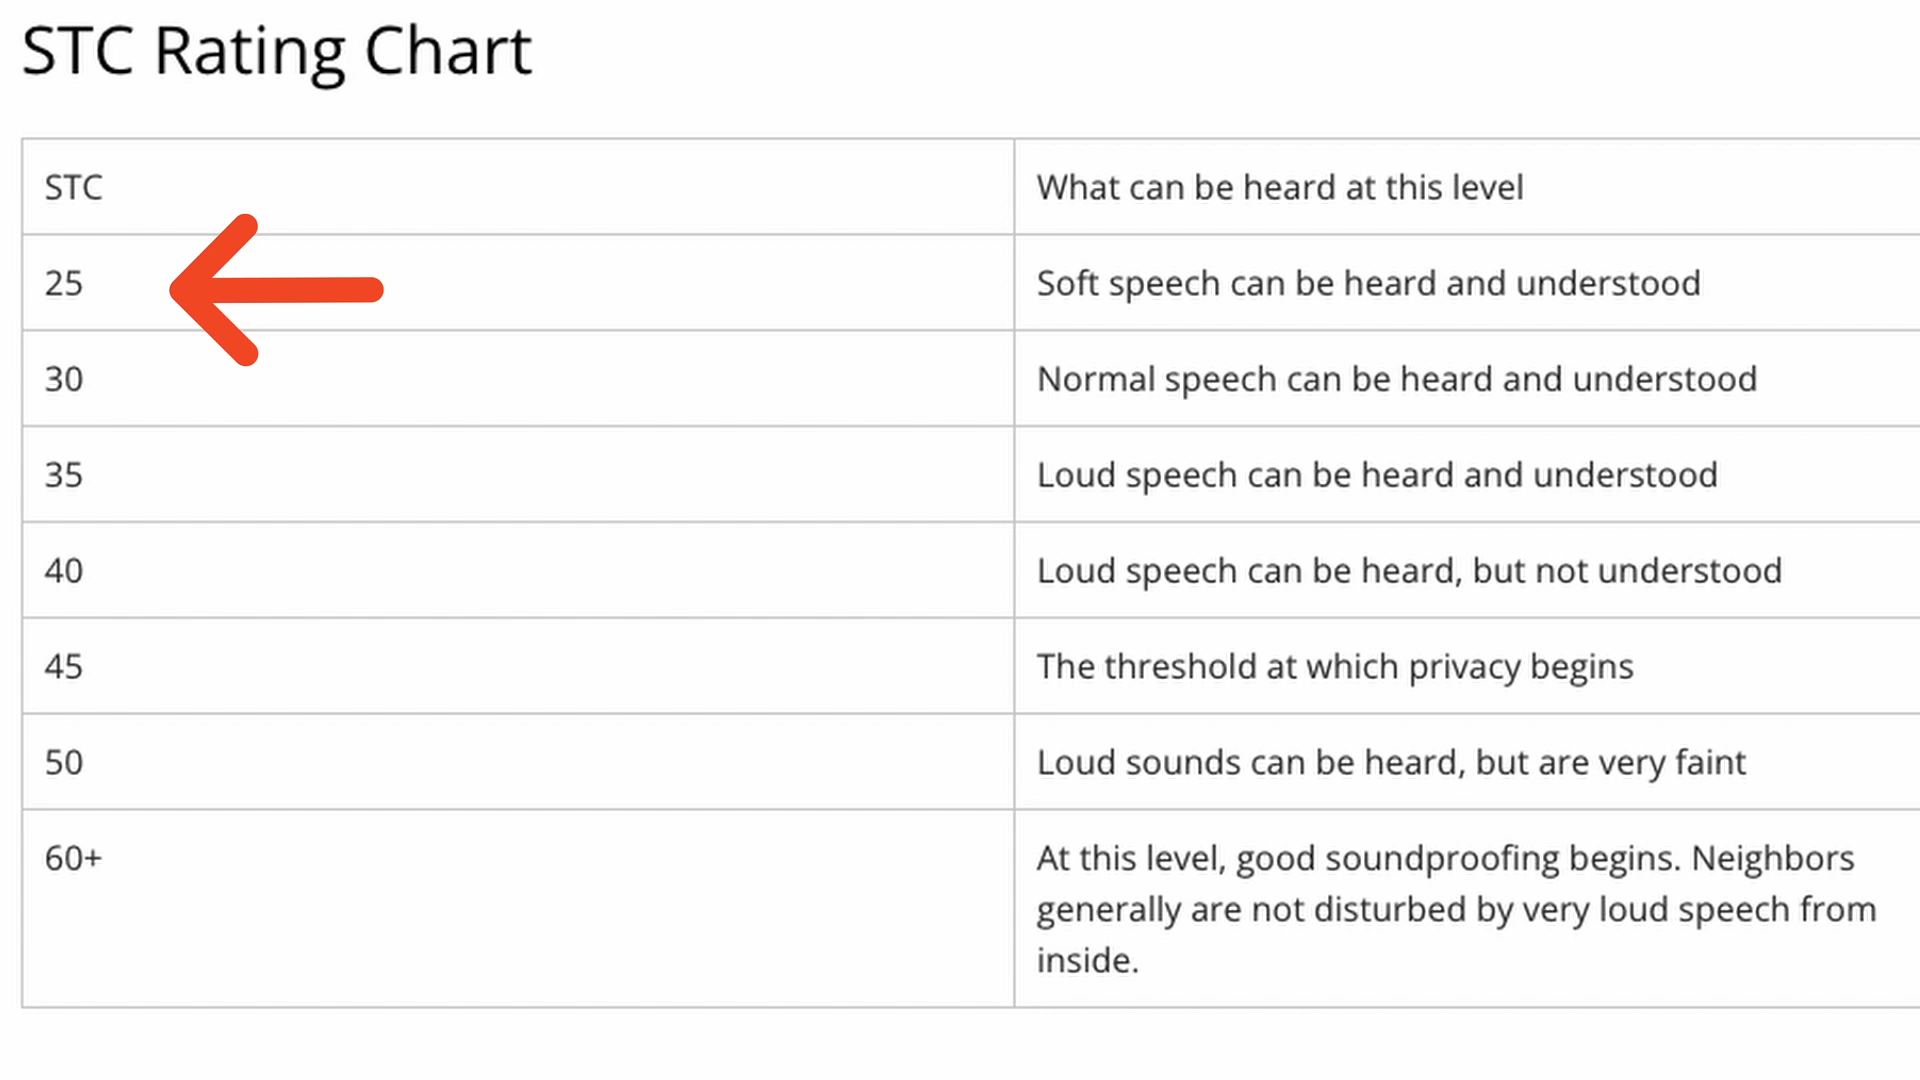 STC Rating Chart
STC
What can be heard at this level
25
Soft speech can be heard and understood
30
Normal speech can be heard and understood
35
Loud speech can be heard and understood
40
Loud speech can be heard, but not understood
45
The threshold at which privacy begins
50
Loud sounds can be heard, but are very faint
60+
At this level, good soundproofing begins. Neighbors
generally are not disturbed by very loud speech from
inside.